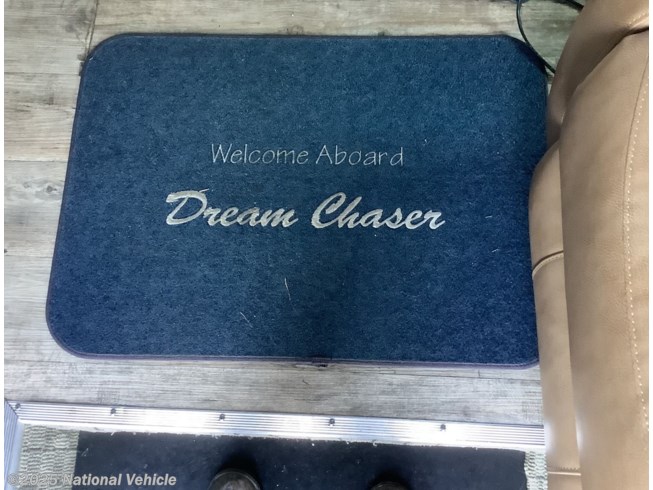 Welcome Aboard
Dream Chaser
©2025 National Vehicle